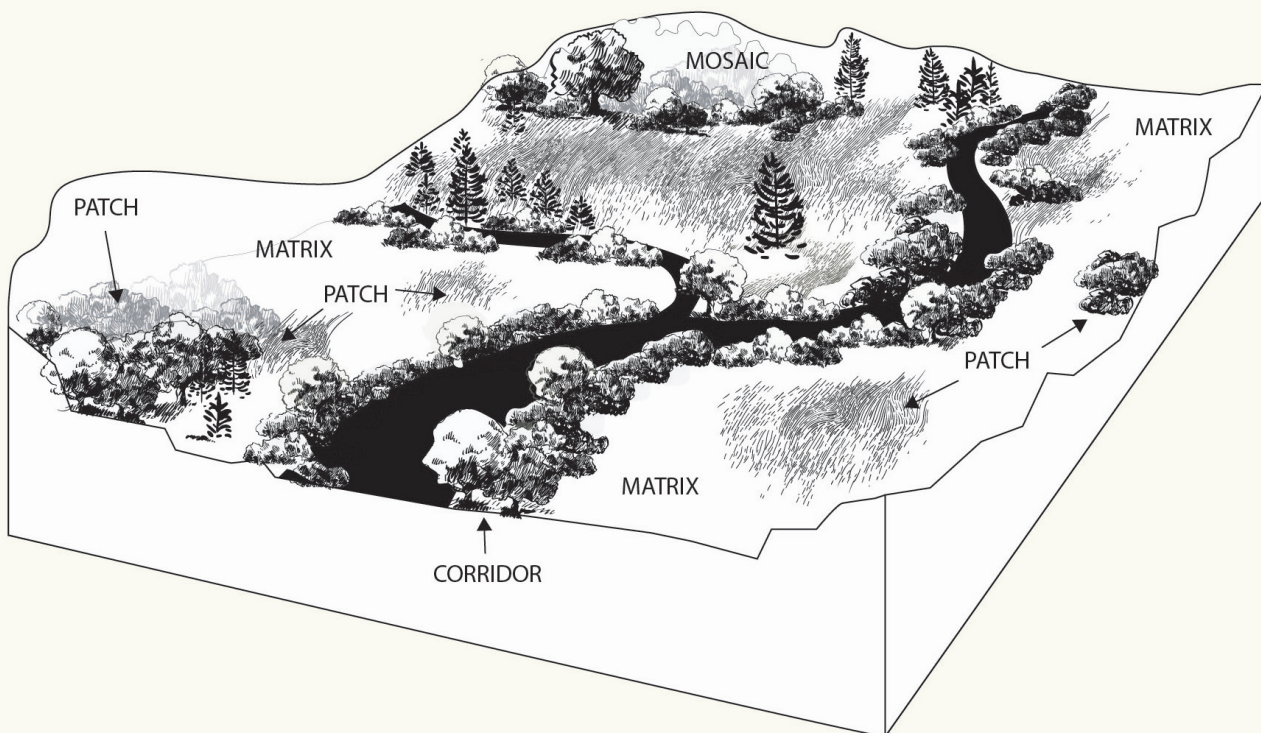 MOSAIC
MATRIX
PATCH
MATRIX
PATCH
PATCH
MATRIX
CORRIDOR